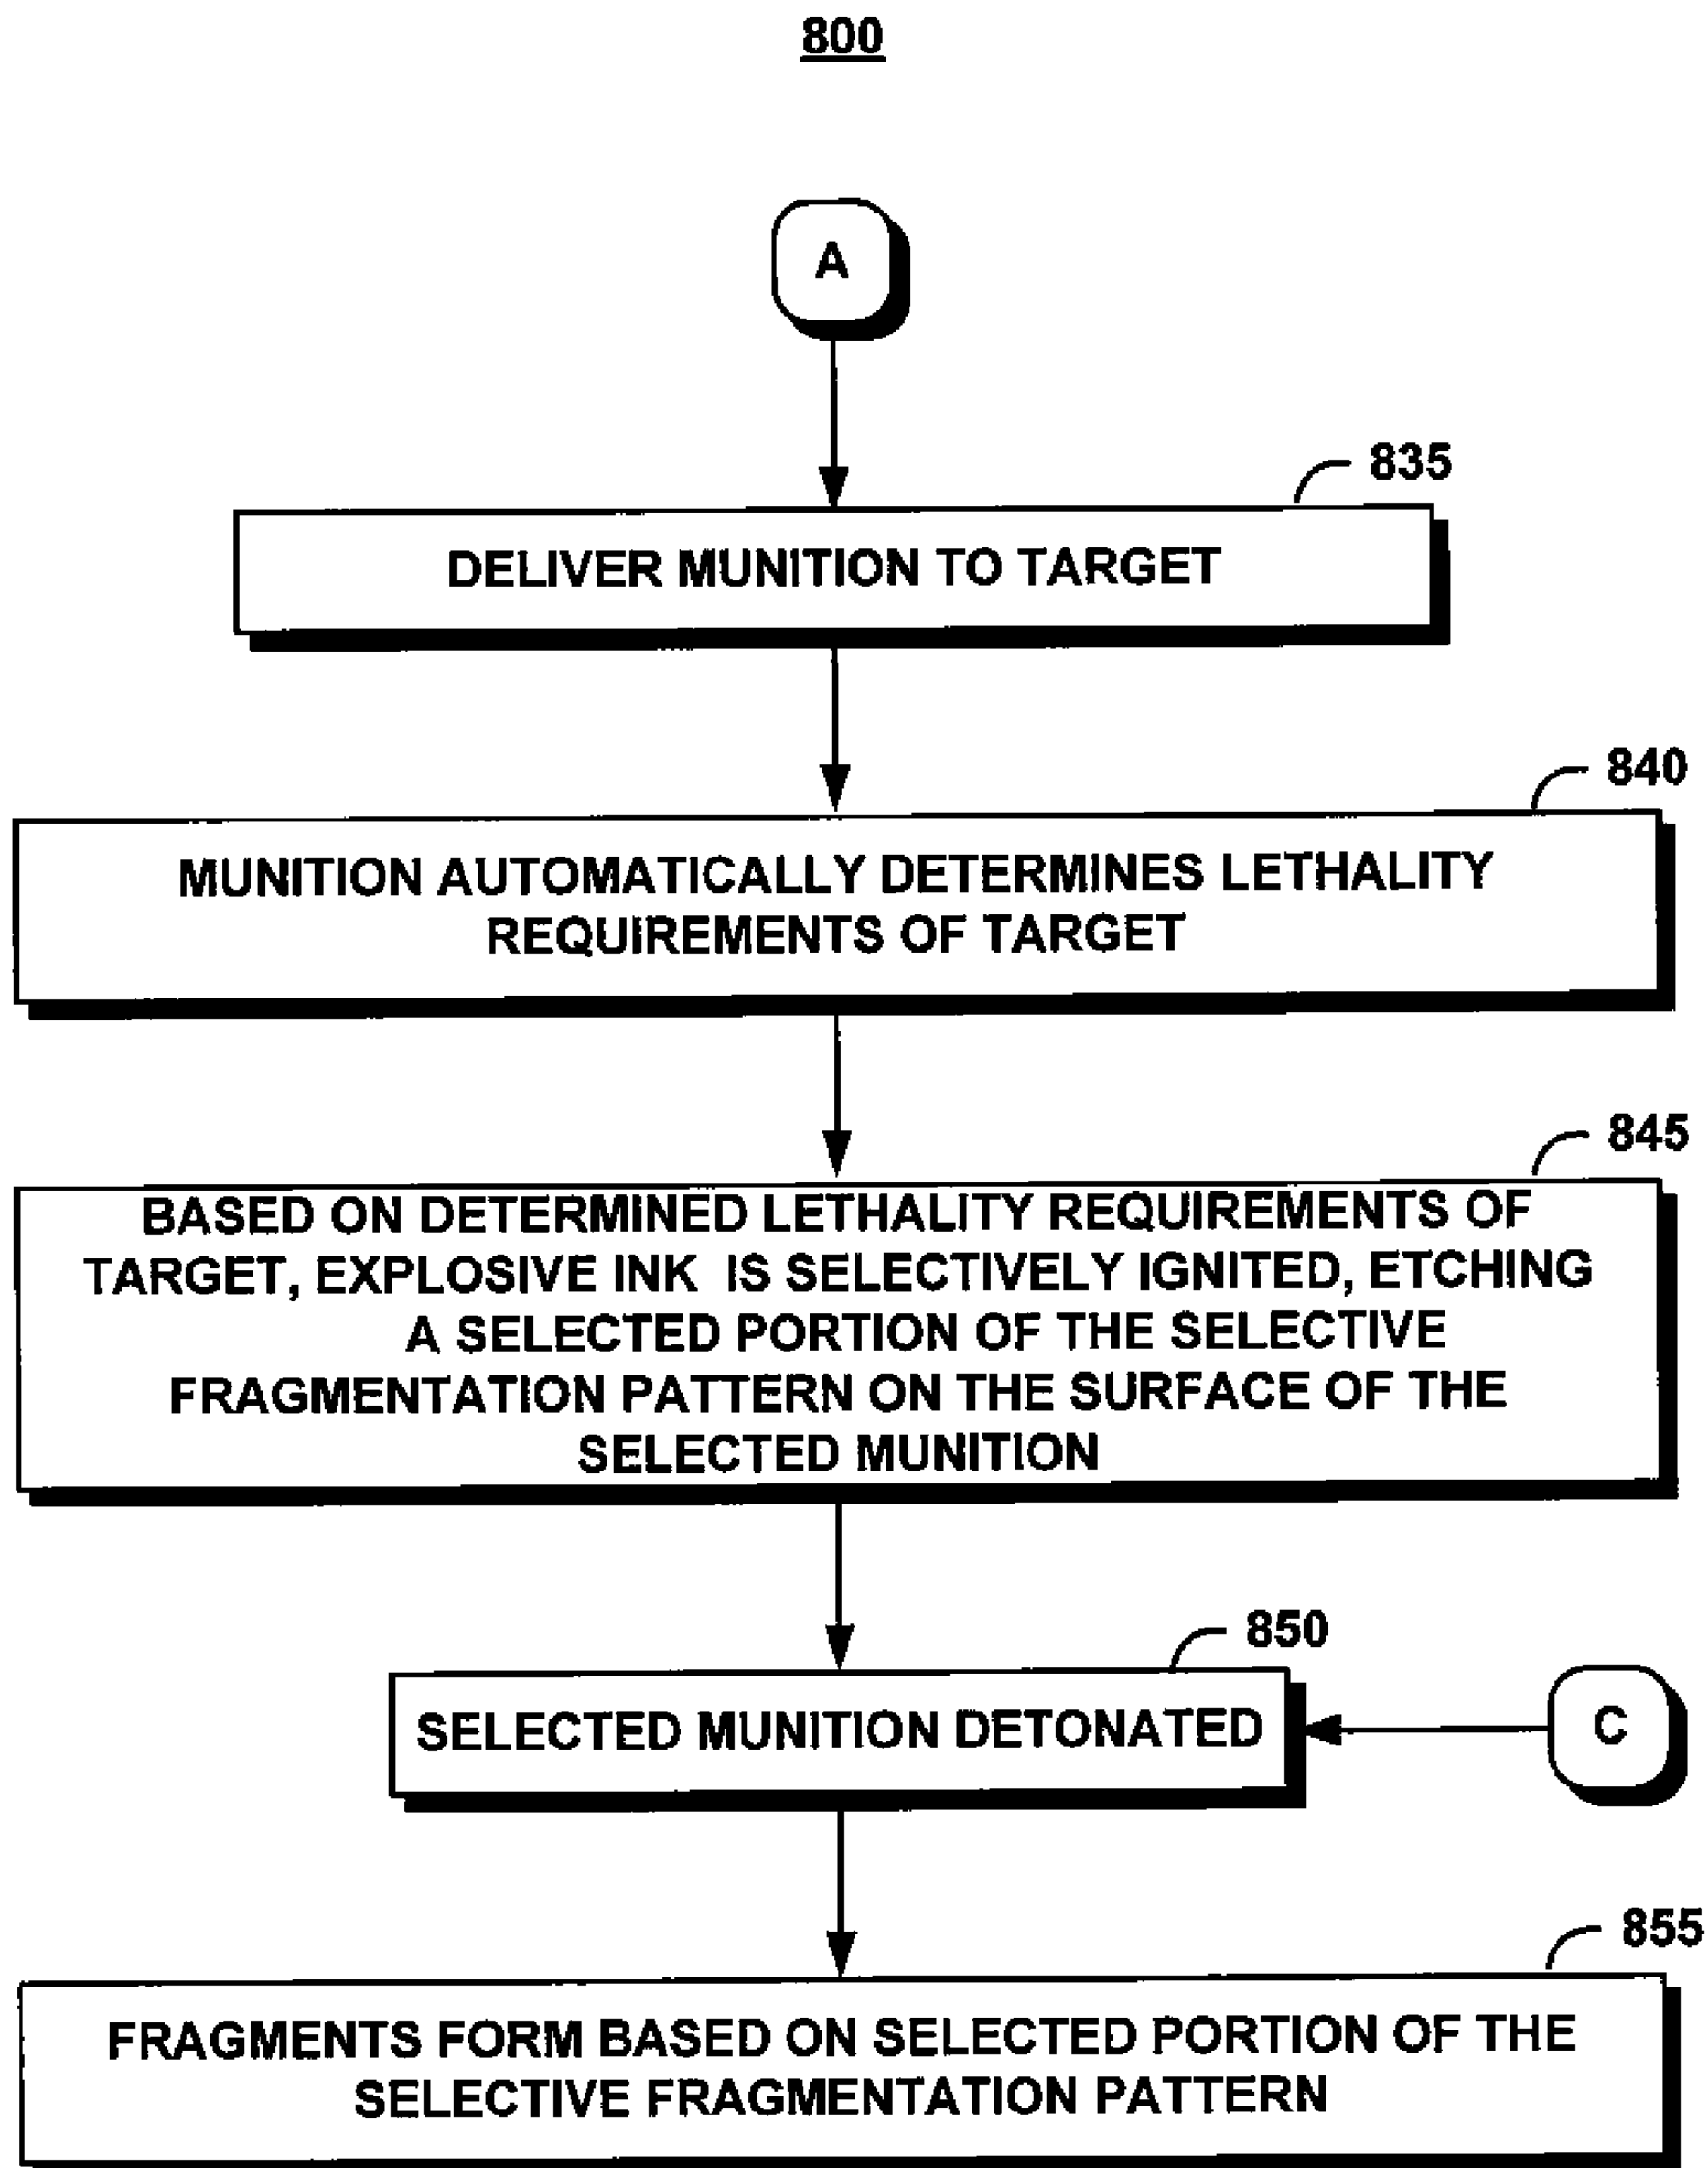 800
A
835
DELIVER MUNITION TO TARGET
840
MUNITION AUTOMATICALLY DETERMINES LETHALITY
REQUIREMENTS OF TARGET
845
BASED ON DETERMINED LETHALITY REQUIREMENTS OF
TARGET, EXPLOSIVE INK IS SELECTIVELY IGNITED, ETCHING
A SELECTED PORTION OF THE SELECTIVE
FRAGMENTATION PATTERN ON THE SURFACE OF THE
SELECTED MUNITION
850
SELECTED MUNITION DETONATED
C
855
FRAGMENTS FORM BASED ON SELECTED PORTION OF THE
SELECTIVE FRAGMENTATION PATTERN